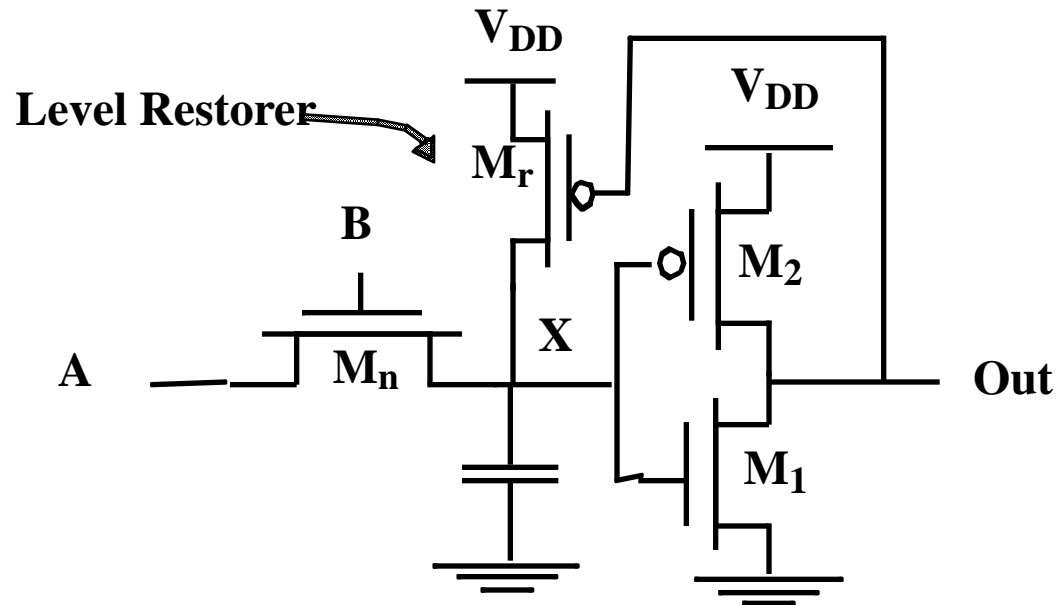 V_DD
V_DD
Level Restorer
M_r
B
M_2
X
A
M_n
Out
M_1